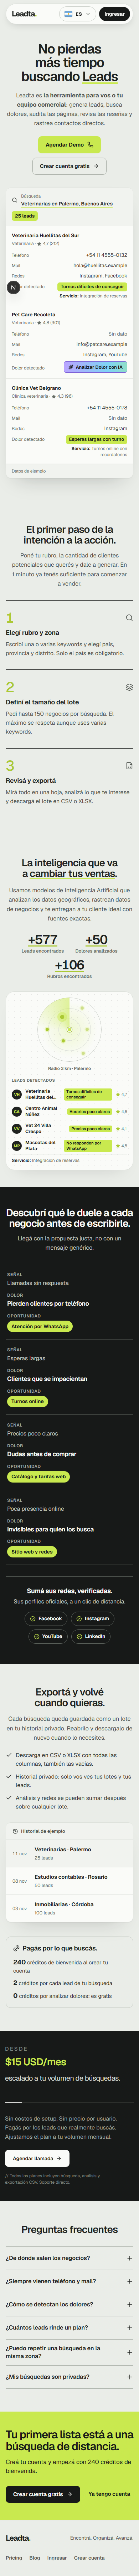 Leadta.
ES
Ingresar
No pierdas
más tiempo
buscando Leads
Leadta es la herramienta para vos o tu
equipo comercial: genera leads, busca
dolores, audita páginas, lee las reseñas y
rastrea contactos directos.
Agendar Demo
Crear cuenta gratis
Búsqueda
Veterinarias en Palermo, Buenos Aires
25 leads
Veterinaria Huellitas del Sur
Veterinaria 4,7 (212)
Teléfono +54 11 4555-0132
Mail hola@huellitas.example
Redes Instagram, Facebook
Dolor detectado Turnos difíciles de conseguir
Servicio: Integración de reservas
Pet Care Recoleta
Veterinaria
Teléfono Sin dato
Mail info@petcare.example
Redes Instagram, YouTube
Dolor detectado Analizar Dolor con IA
Clínica Vet Belgrano
Clínica veterinaria
Teléfono +54 11 4555-0178
Mail Sin dato
Redes Instagram
Dolor detectado Esperas largas con turno
Servicio: Turnos online con
recordatorios
Datos de ejemplo
El primer paso de la
intención a la acción.
Poné tu rubro, la cantidad de clientes
potenciales que querés y dale a generar. En
1 minuto ya tenés suficiente para comenzar
a vender.
1
Elegí rubro y zona
Escribí una o varias keywords y elegí país,
provincia y distrito. Solo el país es obligatorio.
2
Definí el tamaño del lote
Pedí hasta 150 negocios por búsqueda. El
sistema se respeta aunque uses varias
keywords.
3
Revisá y exportá
Mirá todo en una hoja, analizá lo que te interesa
y descargá el lote en CSV o XLSX.
La inteligencia que va
a cambiar tus ventas.
Usamos modelos de Inteligencia Artificial que
analizan los datos geográficos, rastrean datos
de negocio y te arman a tu cliente ideal con olor
fuentes exactas.
+577
Leads encontrados
+50
Dolores analizados
+106
Rubros encontrados
Radio 3 km · Palermo
LEADS DETECTADOS
Veterinaria
Huellitas del...
Turnos difíciles de
conseguir
4,7
Centro Animal
Núñez
Horarios poco claros
4,6
Vet 24 Villa
Crespo
Precios poco claros
Mascotas del
Plata
No responden por
WhatsApp
4,5
Servicio: Integración de reservas
Descubrí qué le duele a cada
negocio antes de escribirle.
Llegá con la propuesta justa, no con un
mensaje genérico.
SEÑAL
Llamadas sin respuesta
DOLOR
Pierden clientes por teléfono
OPORTUNIDAD
Atención por WhatsApp
SEÑAL
Esperas largas
DOLOR
Clientes que se impacientan
OPORTUNIDAD
Turnos online
SEÑAL
Precios poco claros
DOLOR
Dudas antes de comprar
OPORTUNIDAD
Catálogo y tarifas web
SEÑAL
Poca presencia online
DOLOR
Invisibles para quien los busca
OPORTUNIDAD
Sitio web y redes
Sumá sus redes, verificadas.
Sus perfiles oficiales, a un clic de distancia.
Facebook
Instagram
YouTube
LinkedIn
Exportá y volvé
cuando quieras.
Cada búsqueda queda guardada como un lote
en tu historial privado. Reabrilo y descargalo de
nuevo cuando lo necesites.
Descarga en CSV o XLSX con todas las
columnas, también las vacías.
Historial privado: solo vos ves tus lotes y tus
leads.
Análisis y redes se pueden sumar después
sobre cualquier lote.
Historial de ejemplo
11 nov
Veterinarias · Palermo
25 leads
08 nov
Estudios contables · Rosario
50 leads
03 nov
Inmobiliarias · Córdoba
100 leads
Pagás por lo que buscás.
240 créditos de bienvenida al crear tu
cuenta
2 créditos por cada lead de tu búsqueda
0 créditos por analizar dolores: es gratis
DESDE
$15 USD/mes
escalado a tu volumen de búsquedas.
Sin costos de setup. Sin precio por usuario.
Pagás por los leads que realmente buscás.
Ajustamos el plan a tu volumen mensual.
Agendar llamada
// Todos los planes incluyen búsqueda, análisis y
exportación CSV. Soporte directo.
Preguntas frecuentes
¿De dónde salen los negocios?
¿Siempre vienen teléfono y mail?
¿Cómo se detectan los dolores?
¿Cuántos leads rinde un plan?
¿Puedo repetir una búsqueda en la
misma zona?
¿Mis búsquedas son privadas?
Tu primera lista está a una
búsqueda de distancia.
Creá tu cuenta y empezá con 240 créditos de
bienvenida.
Crear cuenta gratis
Ya tengo cuenta
Leadta.
Encontrá. Organizá. Avanzá.
Pricing
Blog
Ingresar
Crear cuenta